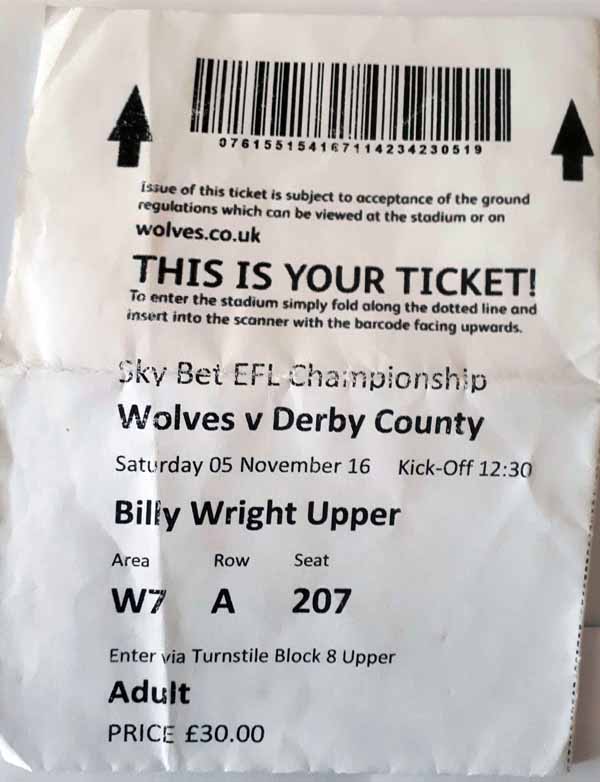 0761551541671142342​30519
issue of this ticket is subject to acceptance of the ground
regulations which can be viewed at the stadium or on
wolves.co.uk
THIS IS YOUR TICKET!
To enter the stadium simply fold along the dotted line and
insert into the scanner with the barcode facing upwards.
Sky Bet EFL Championship
Wolves v Derby County
Saturday 05 November 16 Kick-Off 12:30
Billy Wright Upper
Area Row Seat
W7 A 207
Enter via Turnstile Block 8 Upper
Adult
PRICE £30.00